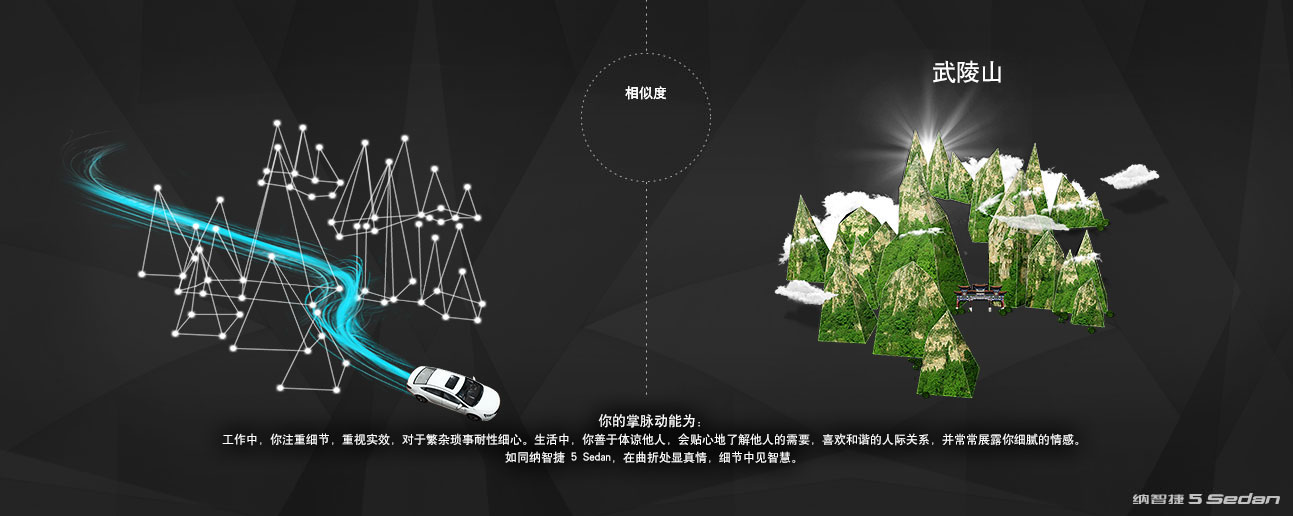 相似度
武陵山
你的掌脉动能为：
工作中，你注重细节，重视实效，对于繁杂琐事耐性细心。生活中，你善于体谅他人，会贴心地了解他人的需要，喜欢和谐的人际关系，并常常展露你细腻的情感。
如同纳智捷 5 Sedan，在曲折处显真情，细节中见智慧。
纳智捷 5 Sedan